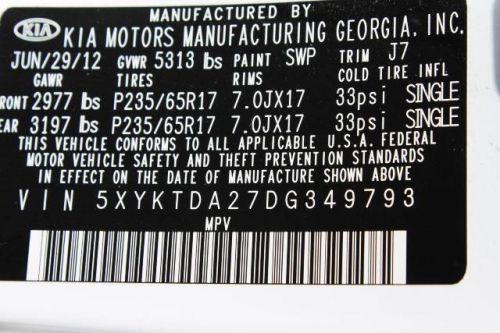 MANUFACTURED BY
KIA KIA MOTORS MANUFACTURING GEORGIA, INC.
JUN/29/12 GVWR 5313 lbs PAINT SWP TRIM J7
GAWR TIRES RIMS COLD TIRE INFL
FRONT 2977 lbs P235/65R17 7.0JX17 33psi SINGLE
EAR 3197 lbs P235/65R17 7.0JX17 33psi SINGLE
THIS VEHICLE CONFORMS TO ALL APPLICABLE U.S.A. FEDERAL
MOTOR VEHICLE SAFETY AND THEFT PREVENTION STANDARDS
IN EFFECT ON THE DATE OF MANUFACTURE SHOWN ABOVE.
VIN 5XYKTDA27DG349793
MPV